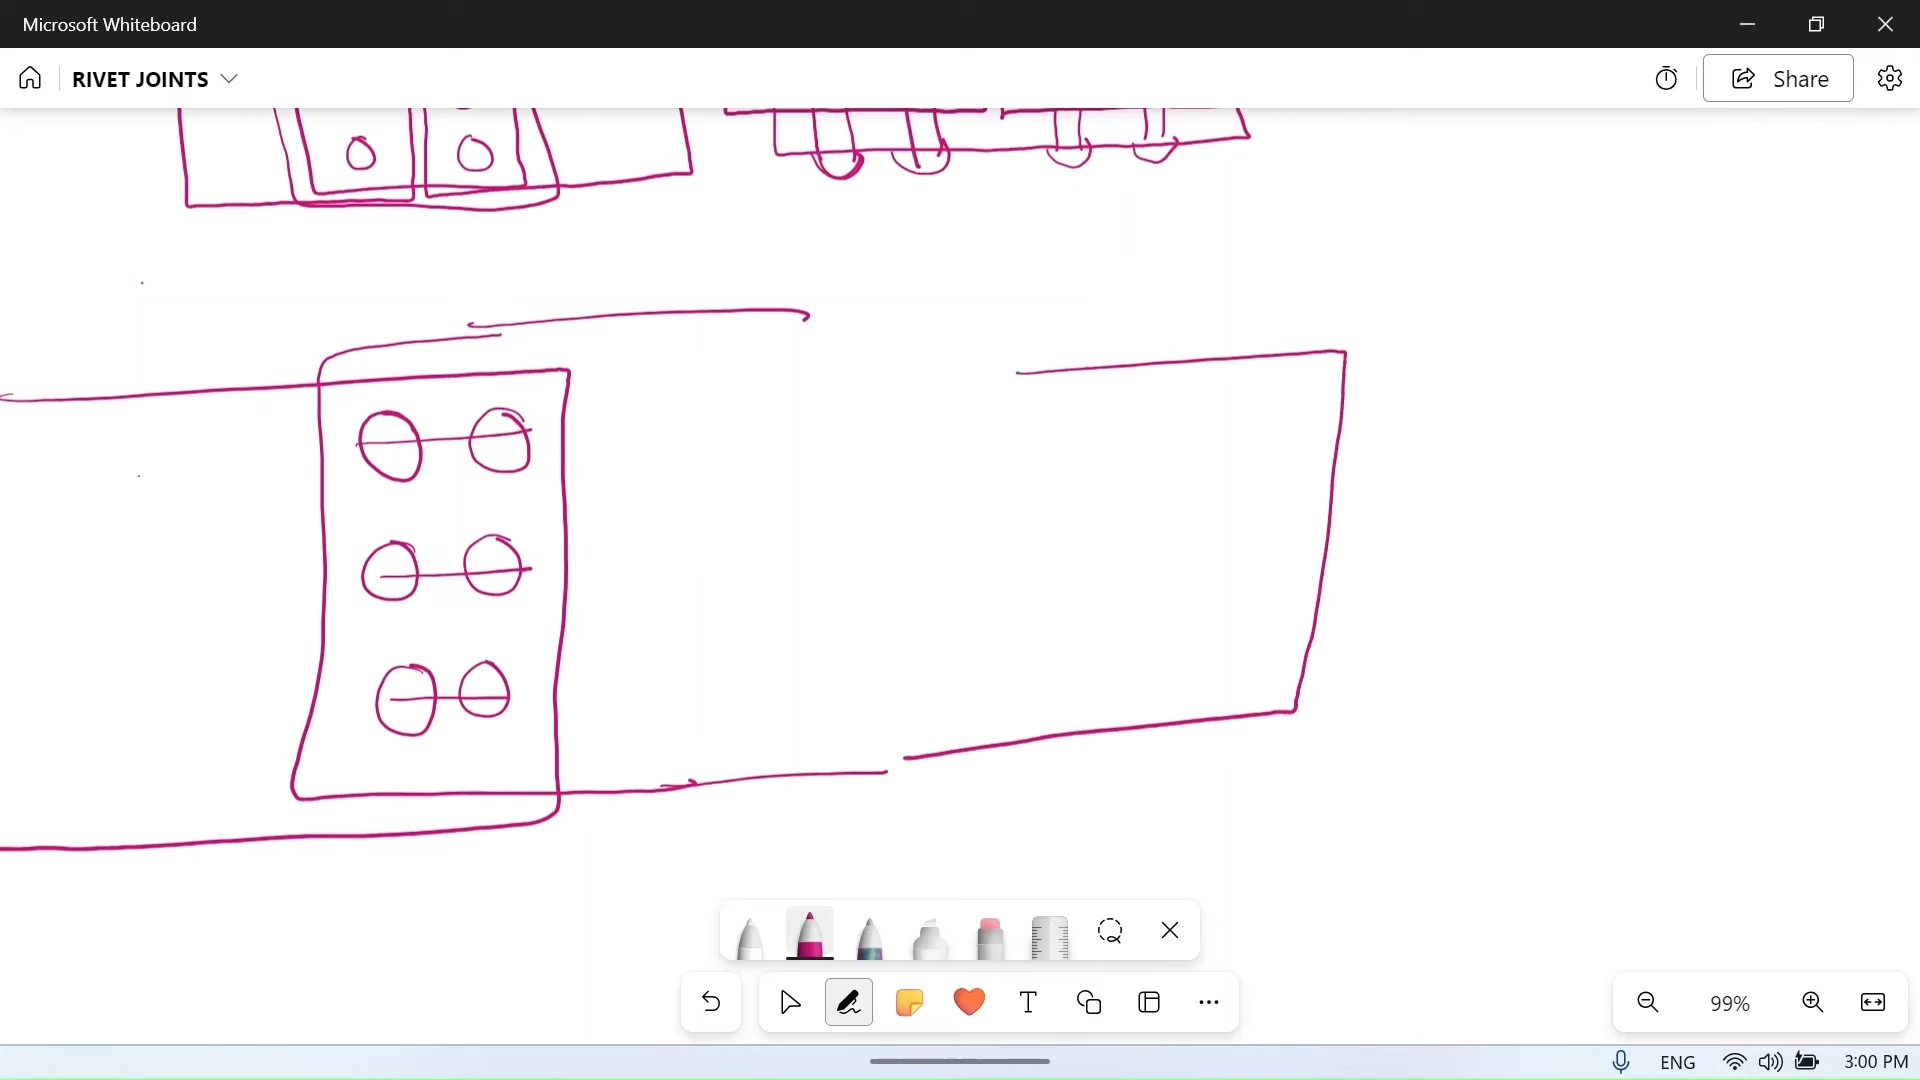 Microsoft Whiteboard
RIVET JOINTS
Share
T
99%
ENG
3:00 PM